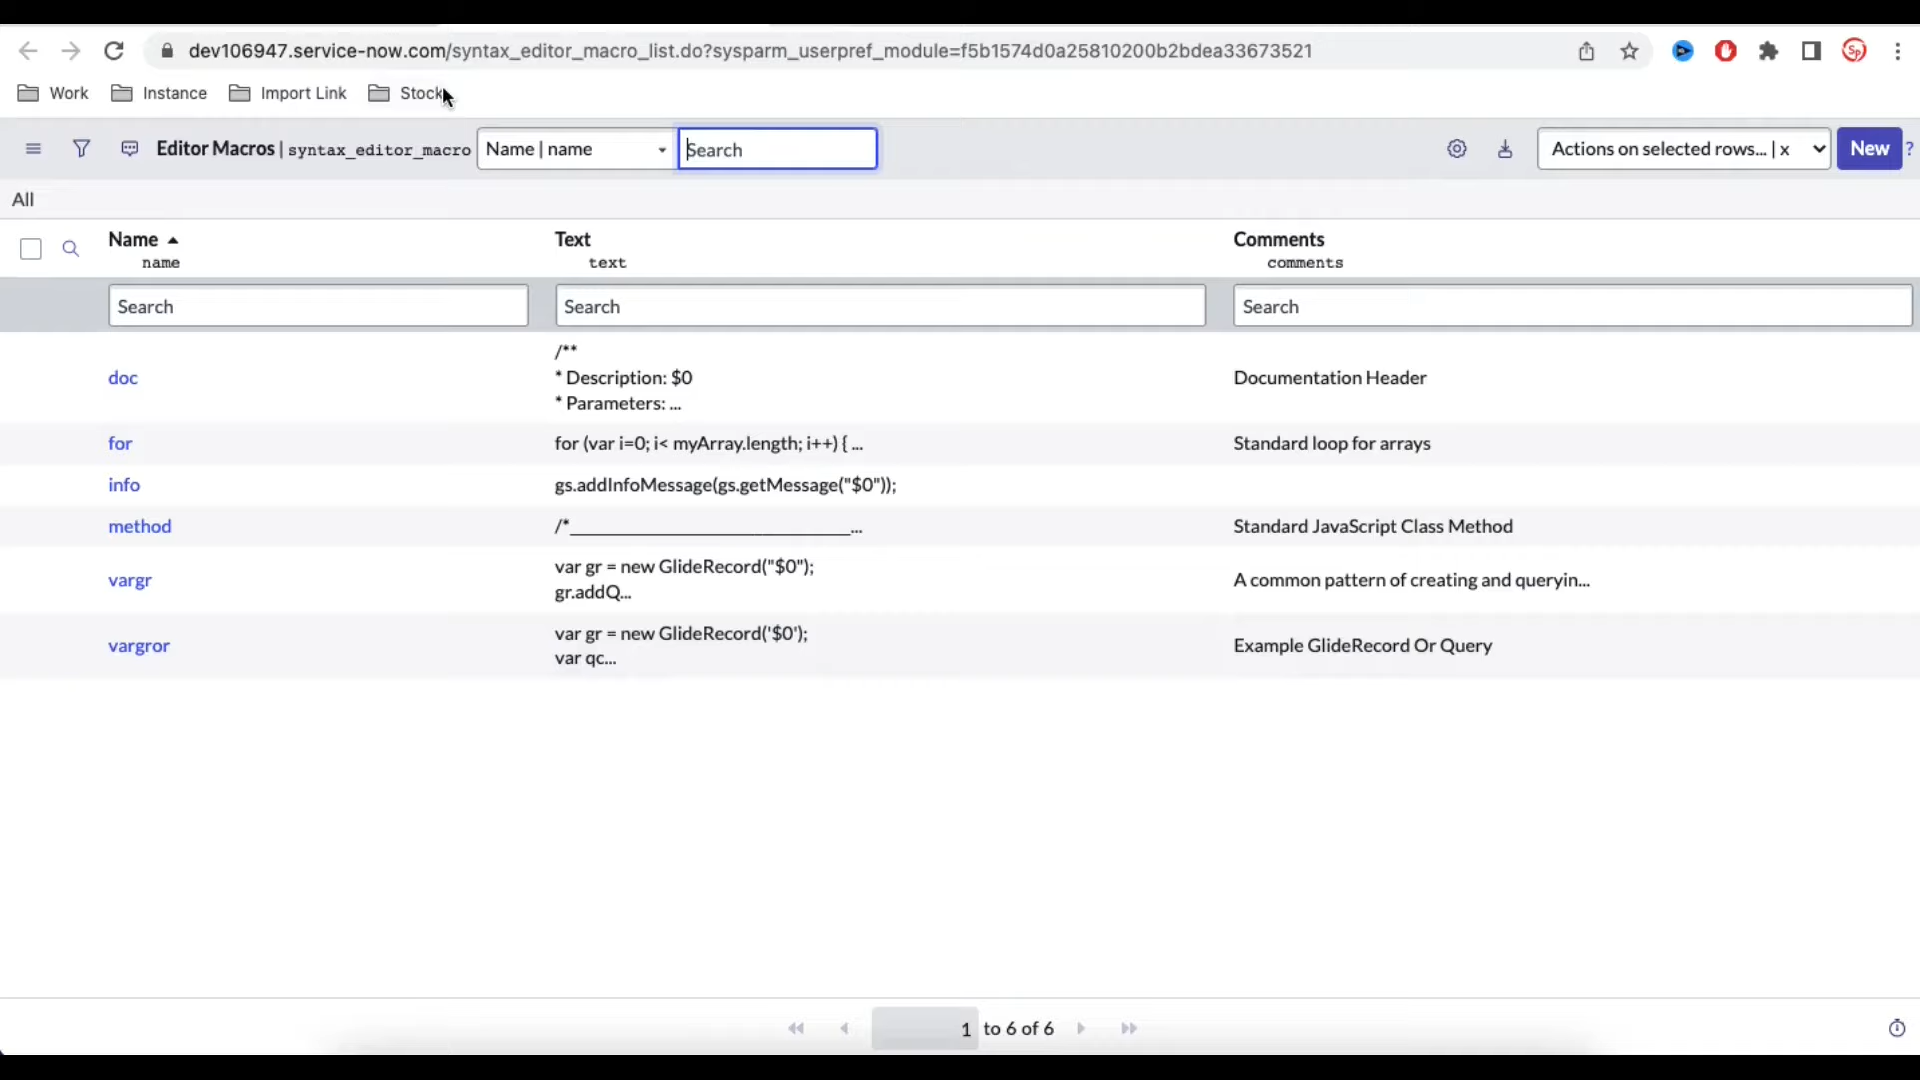 dev106947.service-now.com/syntax_editor_macro_list.do?sysparm_userpref_module=f5b1574d0a25810200b2bdea33673521
Sp
Work Instance Import Link Stock
Editor Macros | syntax_editor_macro Name | name Search Actions on selected rows... | x New ?
All
Name Text Comments
name text comments
Search Search Search
/**
doc * Description: $0 Documentation Header
* Parameters: ...
for for (var i=0; i< myArray.length; i++) { ... Standard loop for arrays
info gs.addInfoMessage(gs.getMessage("$0"));
method /*______________________________... Standard JavaScript Class Method
var gr = new GlideRecord("$0");
vargr A common pattern of creating and queryin...
gr.addQ...
var gr = new GlideRecord('$0');
vargror Example GlideRecord Or Query
var qc...
1 to 6 of 6